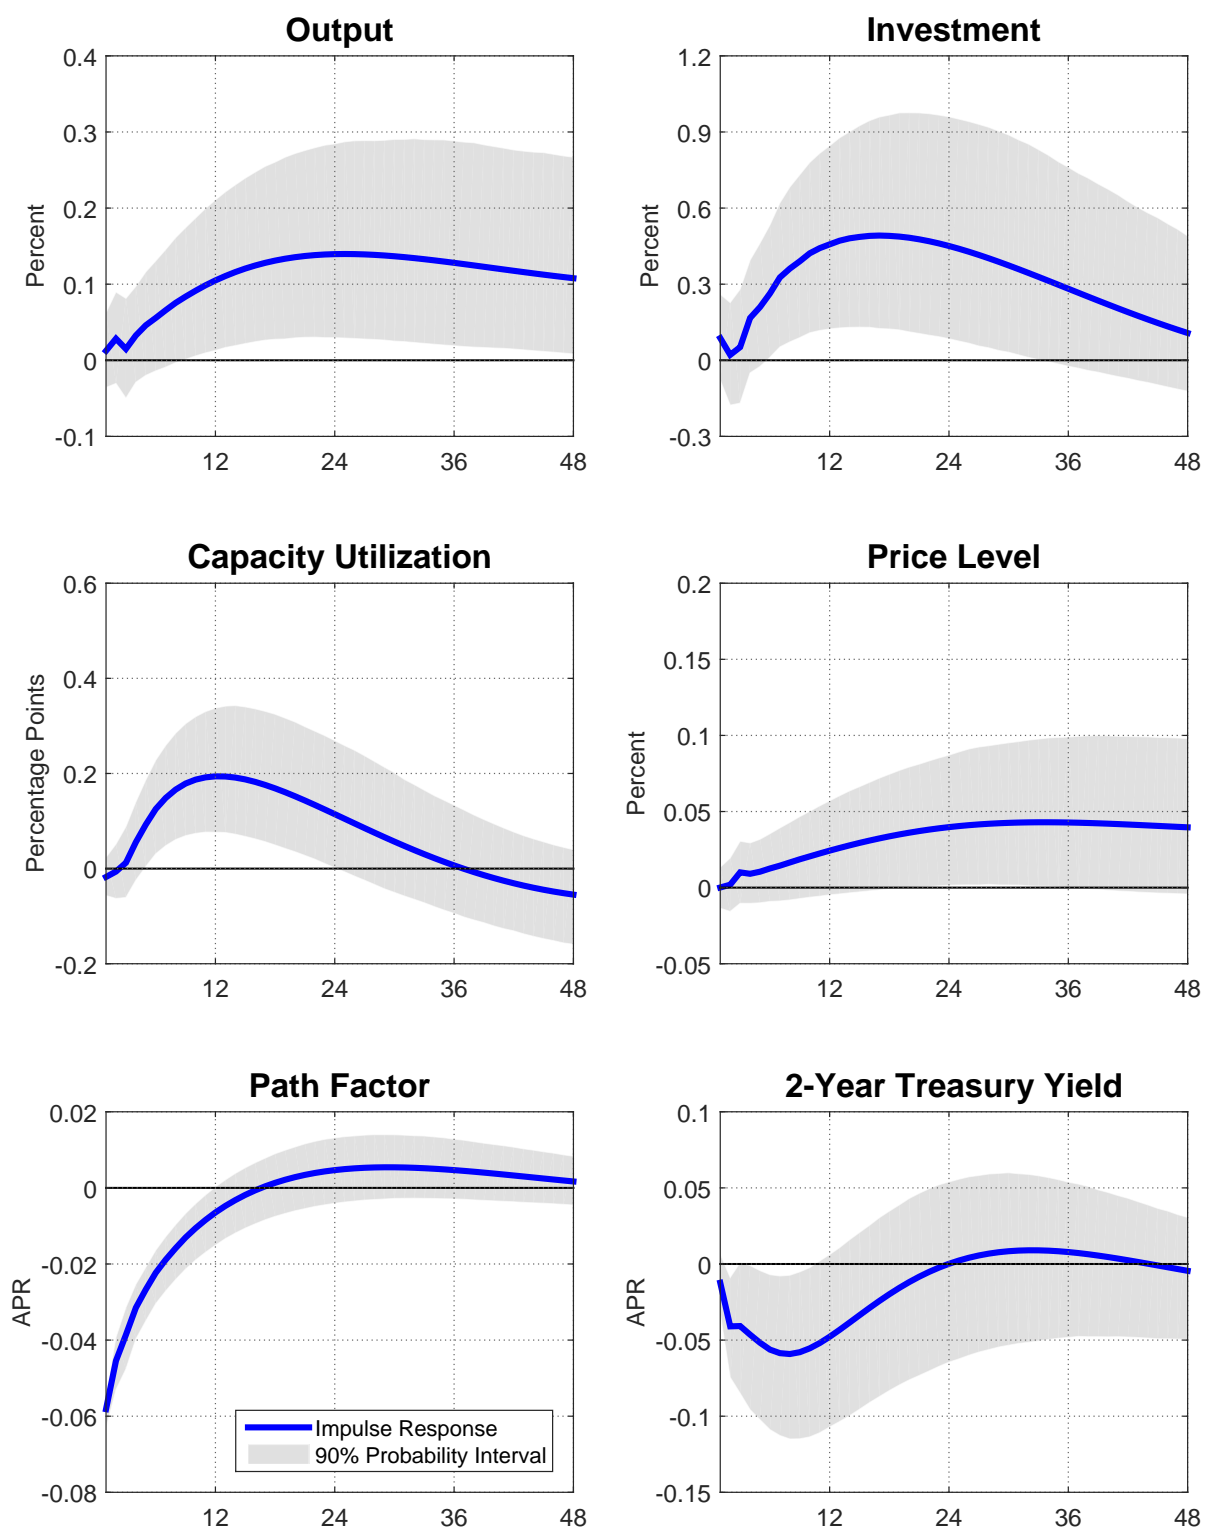 Output
Percent
0.4
0.3
0.2
0.1
0
-0.1
12 24 36 48
Investment
Percent
1.2
0.9
0.6
0.3
0
-0.3
12 24 36 48
Capacity Utilization
Percentage Points
0.6
0.4
0.2
0
-0.2
12 24 36 48
Price Level
Percent
0.2
0.15
0.1
0.05
0
-0.05
12 24 36 48
Path Factor
APR
0.02
0
-0.02
-0.04
-0.06
-0.08
12 24 36 48
Impulse Response
90% Probability Interval
2-Year Treasury Yield
APR
0.1
0.05
0
-0.05
-0.1
-0.15
12 24 36 48